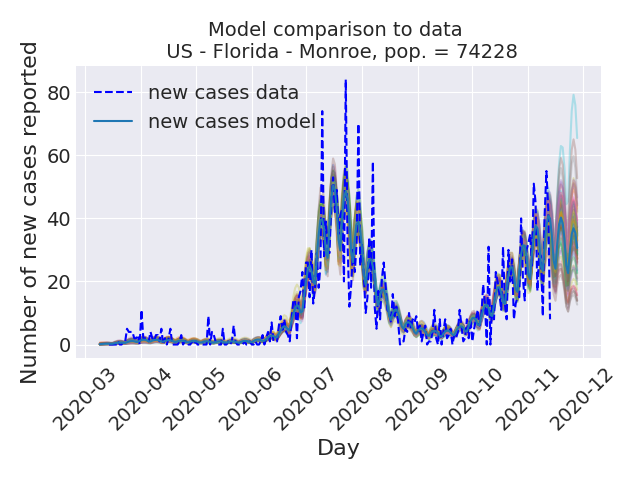 Model comparison to data
US - Florida - Monroe, pop. = 74228
Number of new cases reported
80
60
40
20
0
new cases data
new cases model
2020-03
2020-04
2020-05
2020-06
2020-07
2020-08
2020-09
2020-10
2020-11
2020-12
Day